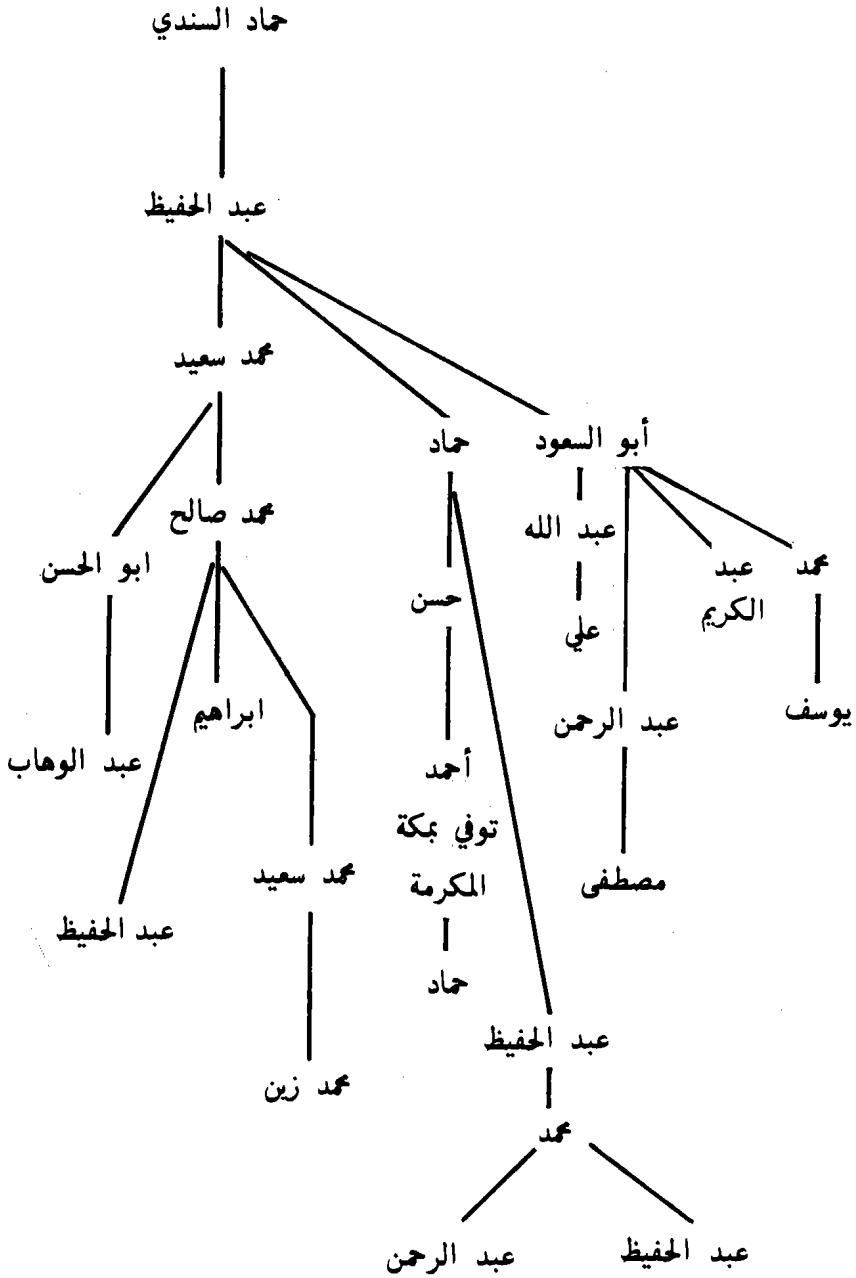 حماد السندي
عبد الحفيظ
محمد سعيد
أبو السعود
حماد
محمد صالح
عبد الله
محمد
عبد
الكريم
ابو الحسن
حسن
علي
يوسف
عبد الرحمن
ابراهيم
أحمد
توفي بمكة
المكرمة
عبد الوهاب
مصطفى
محمد سعيد
عبد الحفيظ
حماد
عبد الحفيظ
محمد زين
محمد
عبد الحفيظ
عبد الرحمن